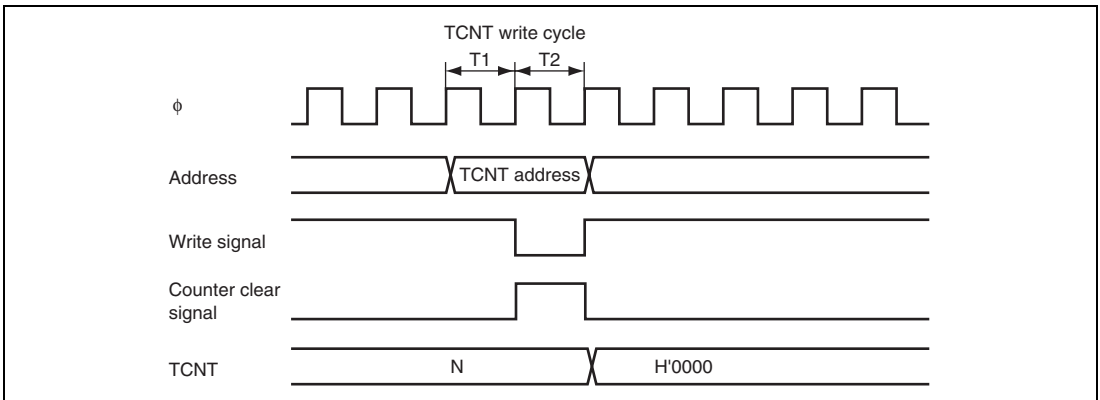 TCNT write cycle
T1 T2
ϕ
Address
TCNT address
Write signal
Counter clear
signal
TCNT
N
H'0000